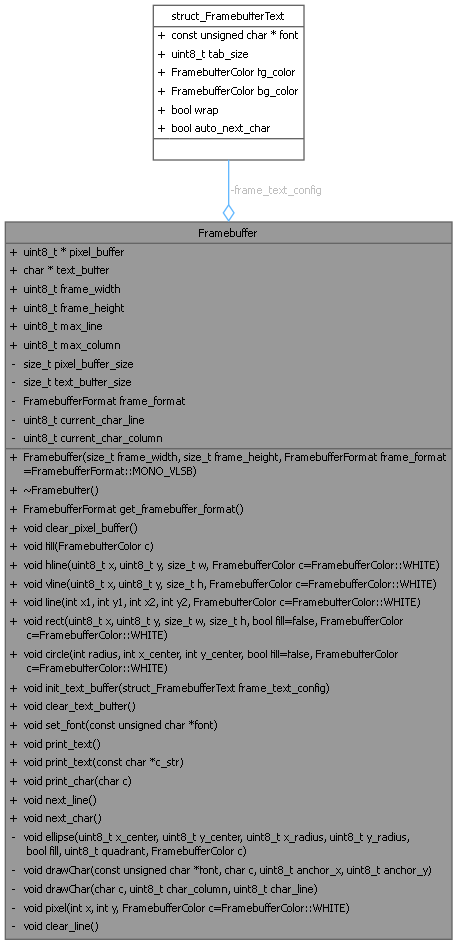 struct_FramebufferText
+ const unsigned char * font
+ uint8_t tab_size
+ FramebufferColor fg_color
+ FramebufferColor bg_color
+ bool wrap
+ bool auto_next_char
-frame_text_config
Framebuffer
+ uint8_t * pixel_buffer
+ char * text_buffer
+ uint8_t frame_width
+ uint8_t frame_height
+ uint8_t max_line
+ uint8_t max_column
- size_t pixel_buffer_size
- size_t text_buffer_size
- FramebufferFormat frame_format
- uint8_t current_char_line
- uint8_t current_char_column
+ Framebuffer(size_t frame_width, size_t frame_height, FramebufferFormat frame_format
=FramebufferFormat::MONO_VLSB)
+ ~Framebuffer()
+ FramebufferFormat get_framebuffer_format()
+ void clear_pixel_buffer()
+ void fill(FramebufferColor c)
+ void hline(uint8_t x, uint8_t y, size_t w, FramebufferColor c=FramebufferColor::WHITE)
+ void vline(uint8_t x, uint8_t y, size_t h, FramebufferColor c=FramebufferColor::WHITE)
+ void line(int x1, int y1, int x2, int y2, FramebufferColor c=FramebufferColor::WHITE)
+ void rect(uint8_t x, uint8_t y, size_t w, size_t h, bool fill=false, FramebufferColor
c=FramebufferColor::WHITE)
+ void circle(int radius, int x_center, int y_center, bool fill=false, FramebufferColor
c=FramebufferColor::WHITE)
+ void init_text_buffer(struct_FramebufferText frame_text_config)
+ void clear_text_buffer()
+ void set_font(const unsigned char *font)
+ void print_text()
+ void print_text(const char *c_str)
+ void print_char(char c)
+ void next_line()
+ void next_char()
- void ellipse(uint8_t x_center, uint8_t y_center, uint8_t x_radius, uint8_t y_radius,
bool fill, uint8_t quadrant, FramebufferColor c)
- void drawChar(const unsigned char *font, char c, uint8_t anchor_x, uint8_t anchor_y)
- void drawChar(char c, uint8_t char_column, uint8_t char_line)
- void pixel(int x, int y, FramebufferColor c=FramebufferColor::WHITE)
- void clear_line()